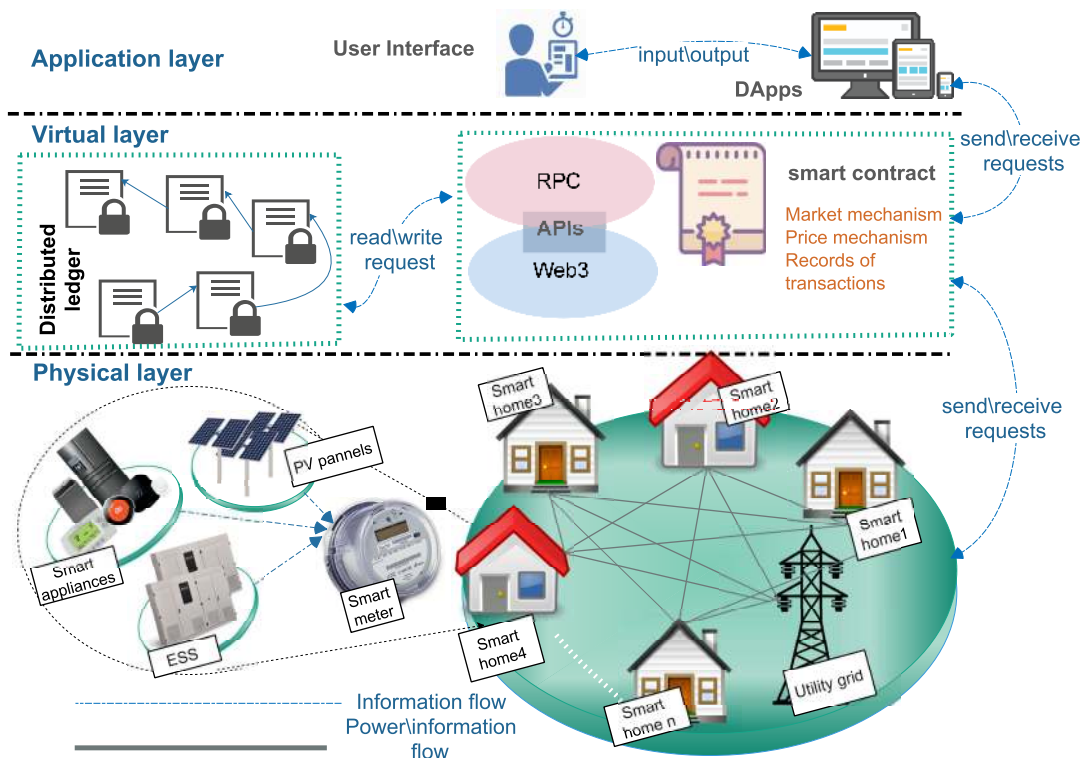 Application layer
User Interface
input\output
DApps
Virtual layer
send\receive
requests
Distributed
ledger
read\write
request
RPC
APIs
Web3
smart contract
Market mechanism
Price mechanism
Records of
transactions
Physical layer
send\receive
requests
Smart
home3
Smart
home2
Smart
home1
PV pannels
Smart
appliances
Smart
meter
ESS
Smart
home4
Smart
home n
Utility grid
Information flow
Power\information
flow